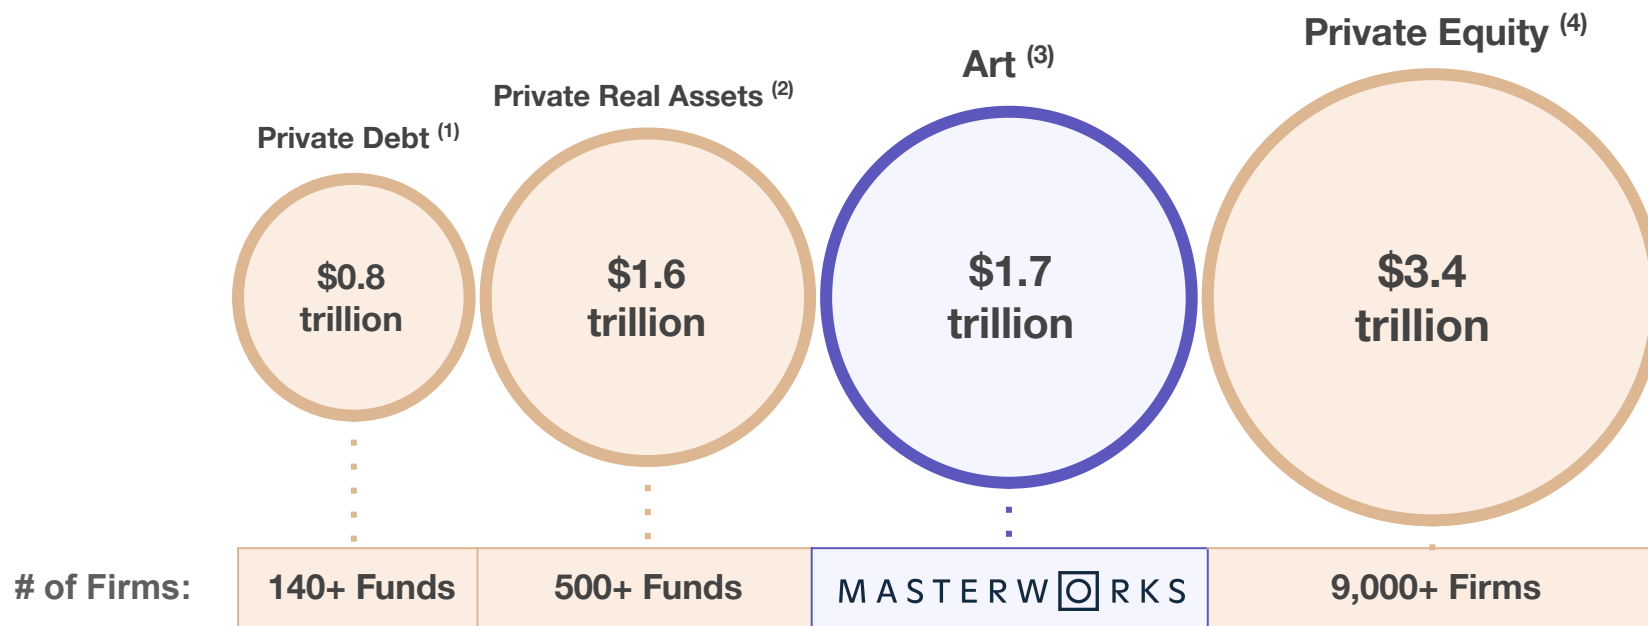 Private Debt (1)
Private Real Assets (2)
Art (3)
Private Equity (4)
$0.8
trillion
$1.6
trillion
$1.7
trillion
$3.4
trillion
# of Firms:
140+ Funds
500+ Funds
MASTERWORKS
9,000+ Firms